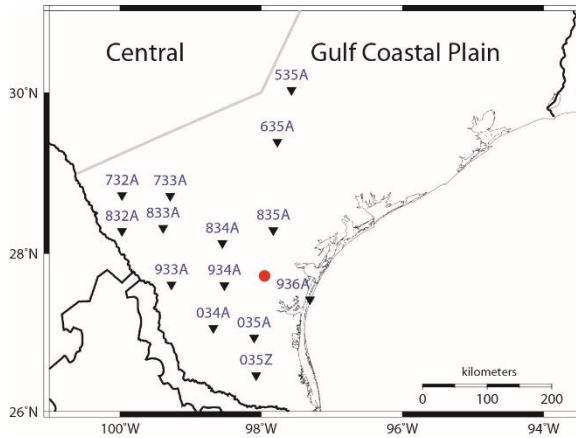 Central Gulf Coastal Plain
535A
30°N
635A
732A 733A
832A 833A 834A 835A
28°N
933A 934A 936A
034A 035A
035Z
kilometers
0 100 200
26°N
100°W 98°W 96°W 94°W